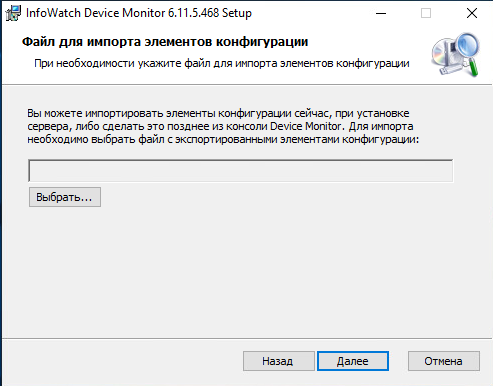 InfoWatch Device Monitor 6.11.5.468 Setup
Файл для импорта элементов конфигурации
При необходимости укажите файл для импорта элементов конфигурации
Вы можете импортировать элементы конфигурации сейчас, при установке
сервера, либо сделать это позднее из консоли Device Monitor. Для импорта
необходимо выбрать файл с экспортированными элементами конфигурации:
Выбрать...
Назад Далее Отмена